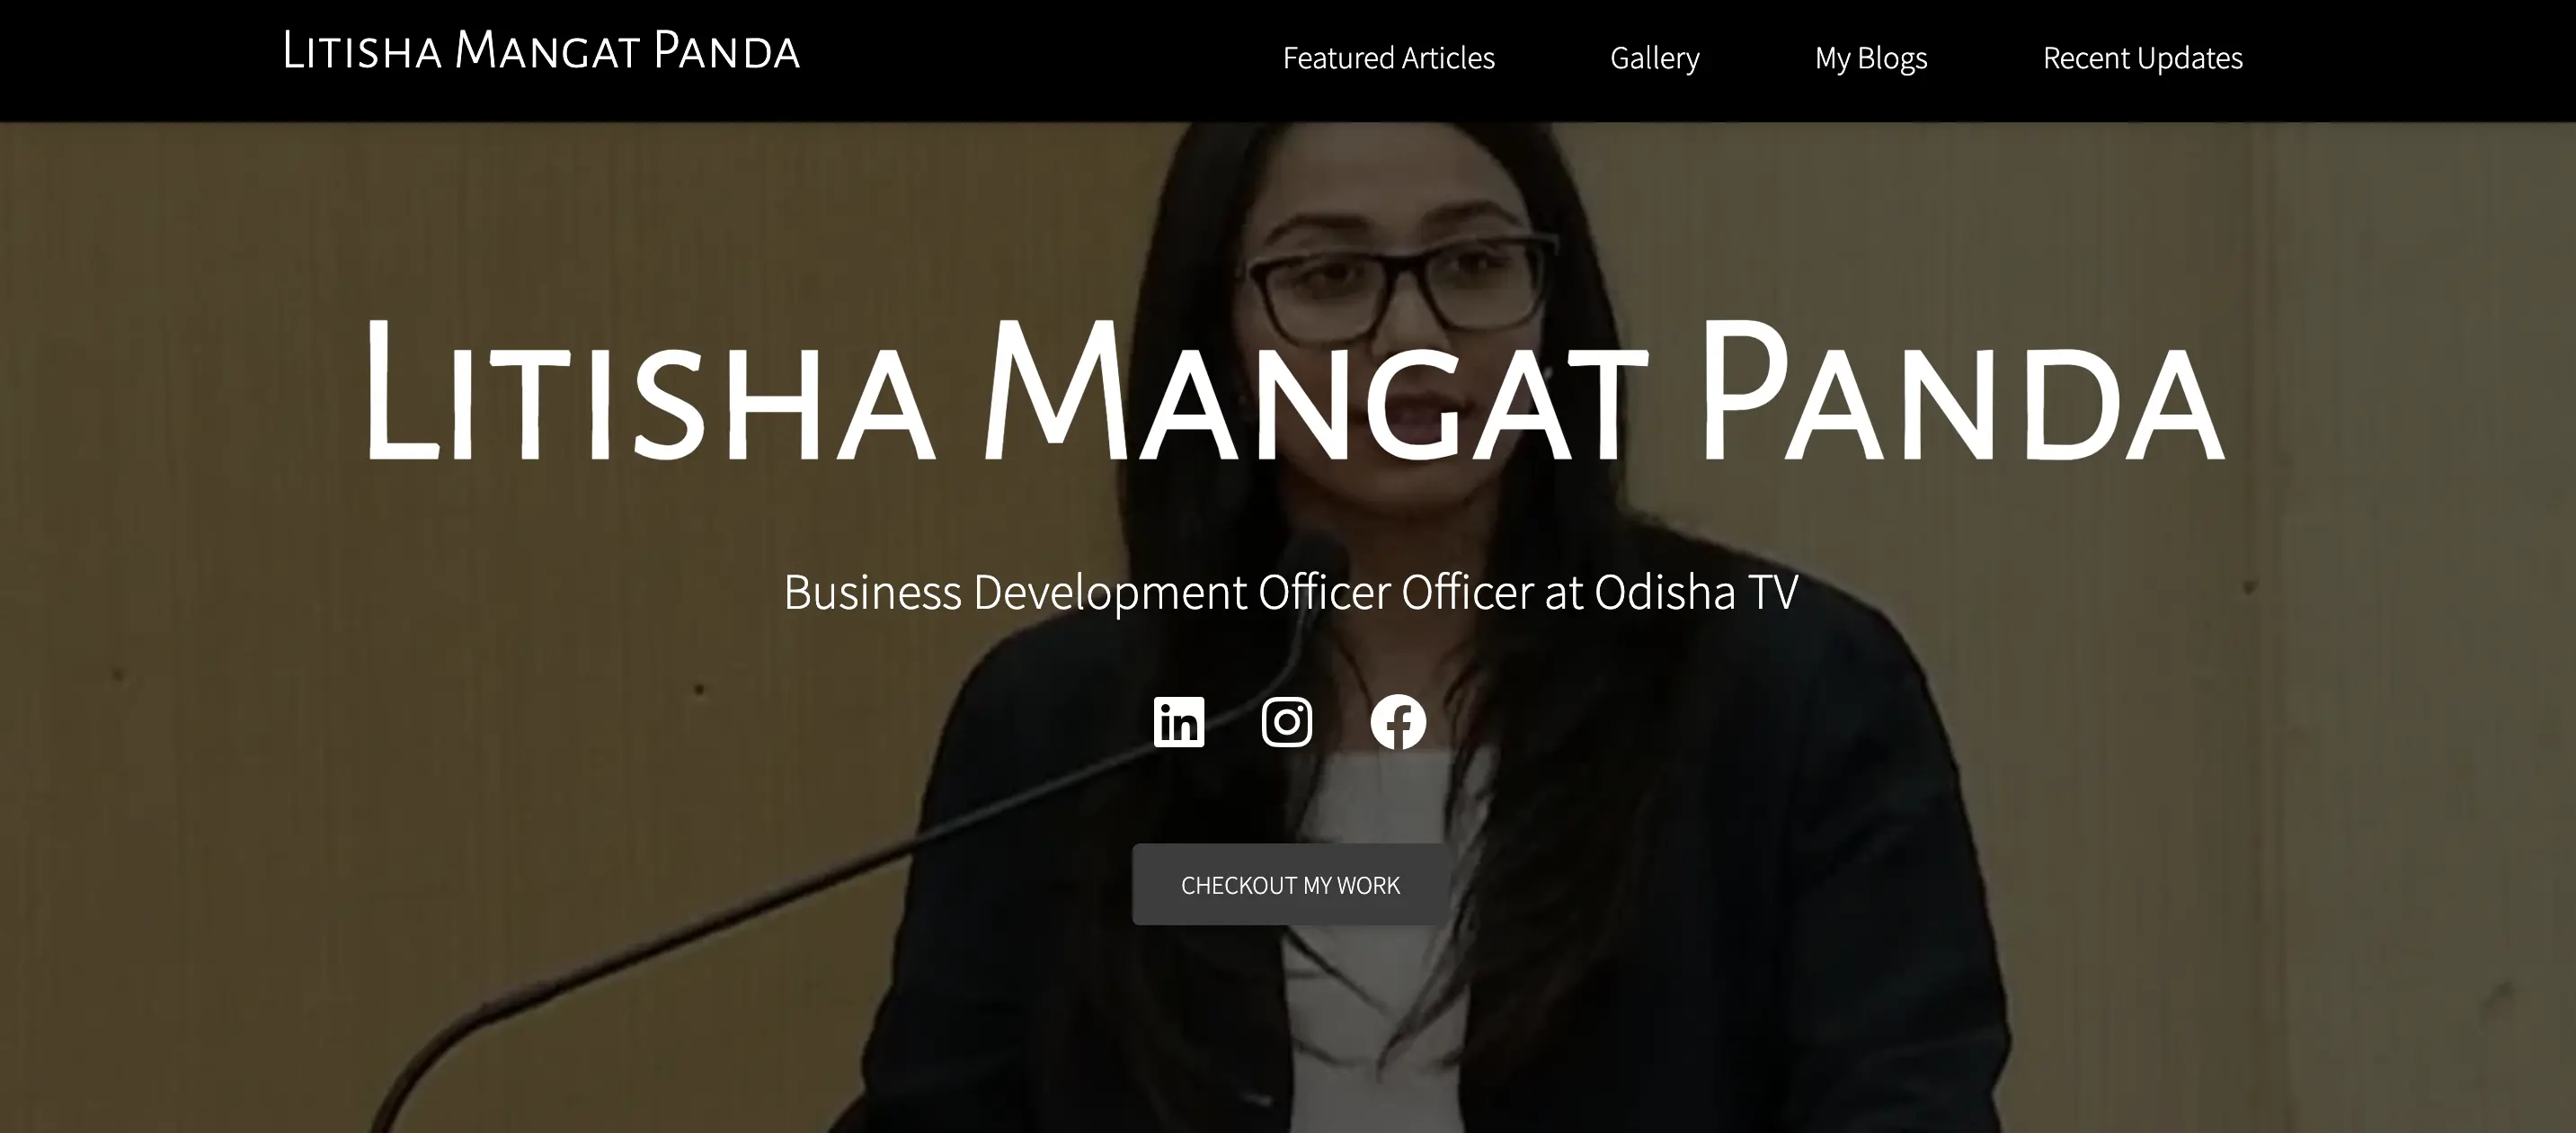 Litisha Mangat Panda
Featured Articles
Gallery
My Blogs
Recent Updates
Litisha Mangat Panda
Business Development Officer Officer at Odisha TV
in
CHECKOUT MY WORK